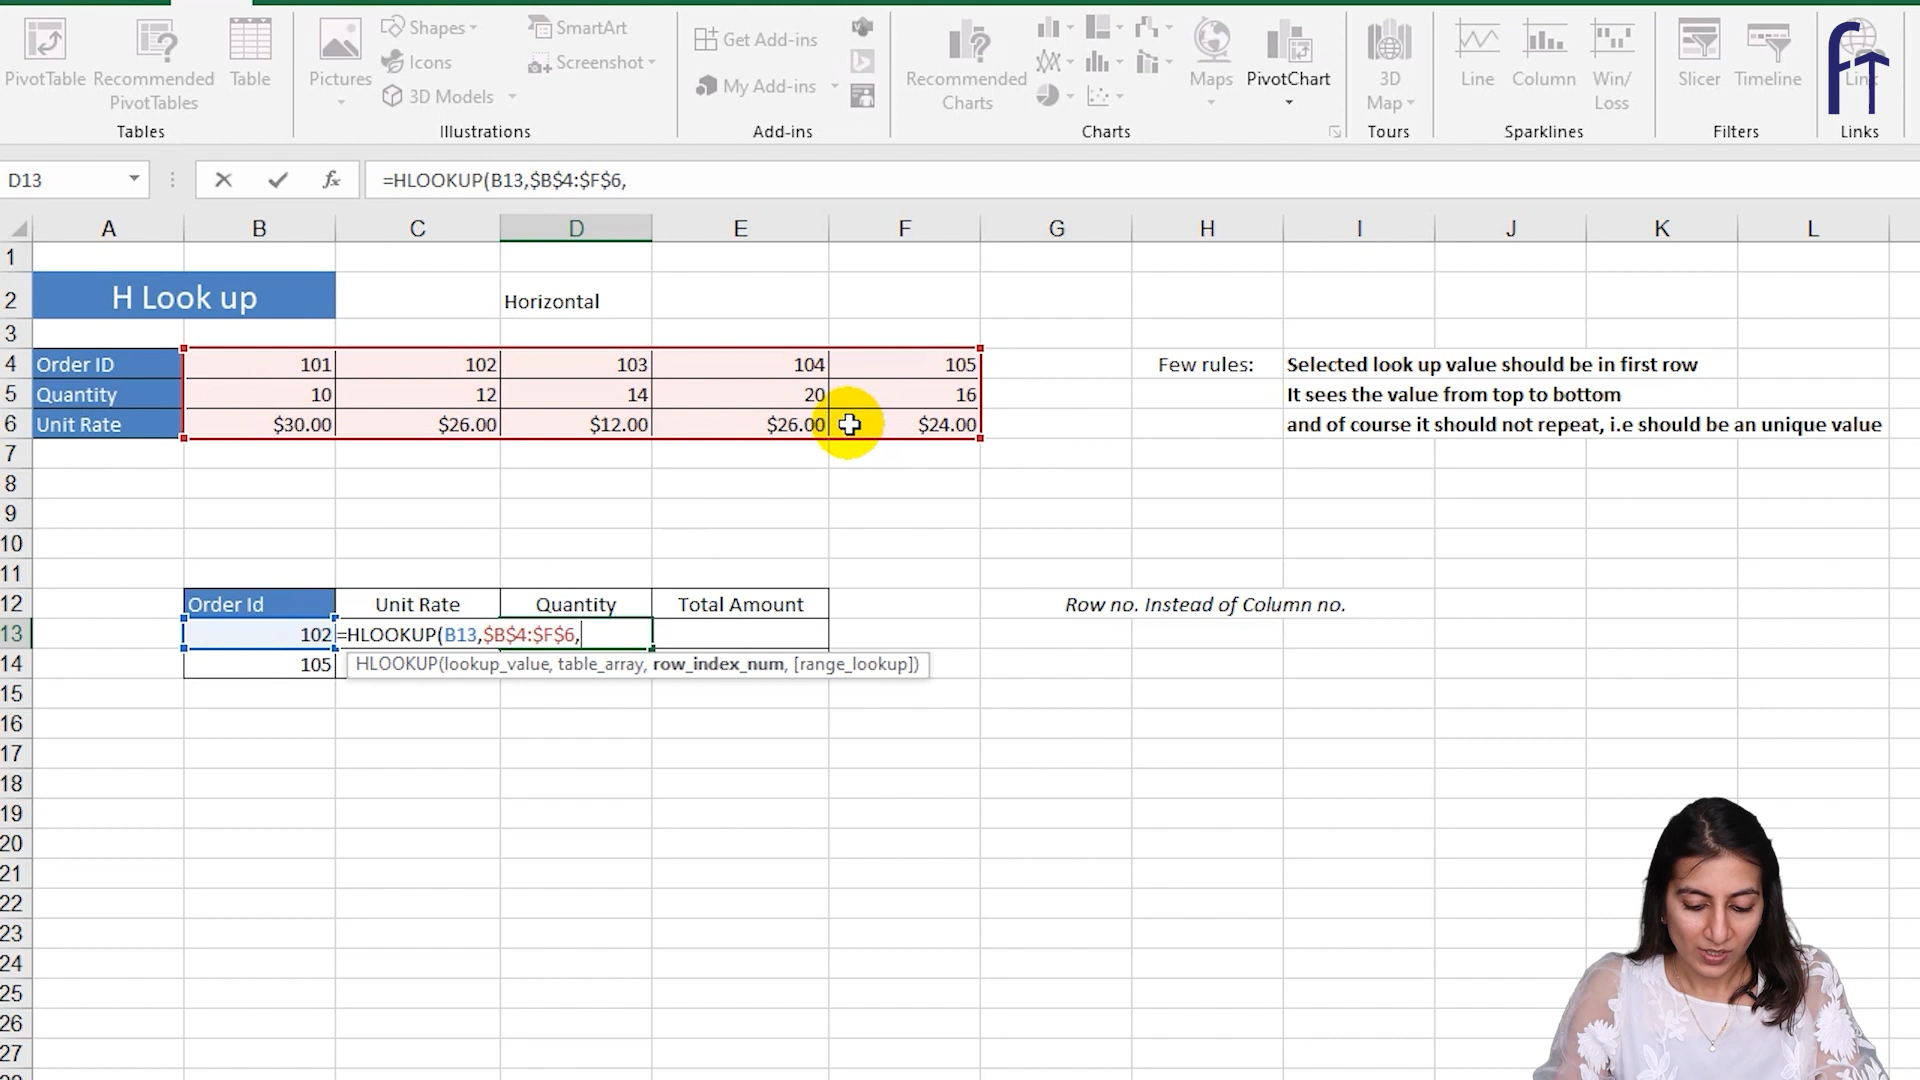 Shapes
SmartArt
Get Add-ins
Icons
Screenshot
PivotTable
Recommended
PivotTables
Table
Pictures
3D Models
My Add-ins
Recommended
Charts
Maps
PivotChart
3D
Map
Line
Column
Win/
Loss
Slicer
Timeline
Link
Tables
Illustrations
Add-ins
Charts
Tours
Sparklines
Filters
Links
D13
fx
=HLOOKUP(B13,$B$4:$F$6,
A B C D E F G H I J K L
1
2 H Look up Horizontal
3
4 Order ID 101 102 103 104 105 Few rules: Selected look up value should be in first row
5 Quantity 10 12 14 20 16 It sees the value from top to bottom
6 Unit Rate $30.00 $26.00 $12.00 $26.00 $24.00 and of course it should not repeat, i.e should be an unique value
7
8
9
10
11
12 Order Id Unit Rate Quantity Total Amount Row no. Instead of Column no.
13 102 =HLOOKUP(B13,$B$4:$F$6,
14 105 HLOOKUP(lookup_value, table_array, row_index_num, [range_lookup])
15
16
17
18
19
20
21
22
23
24
25
26
27